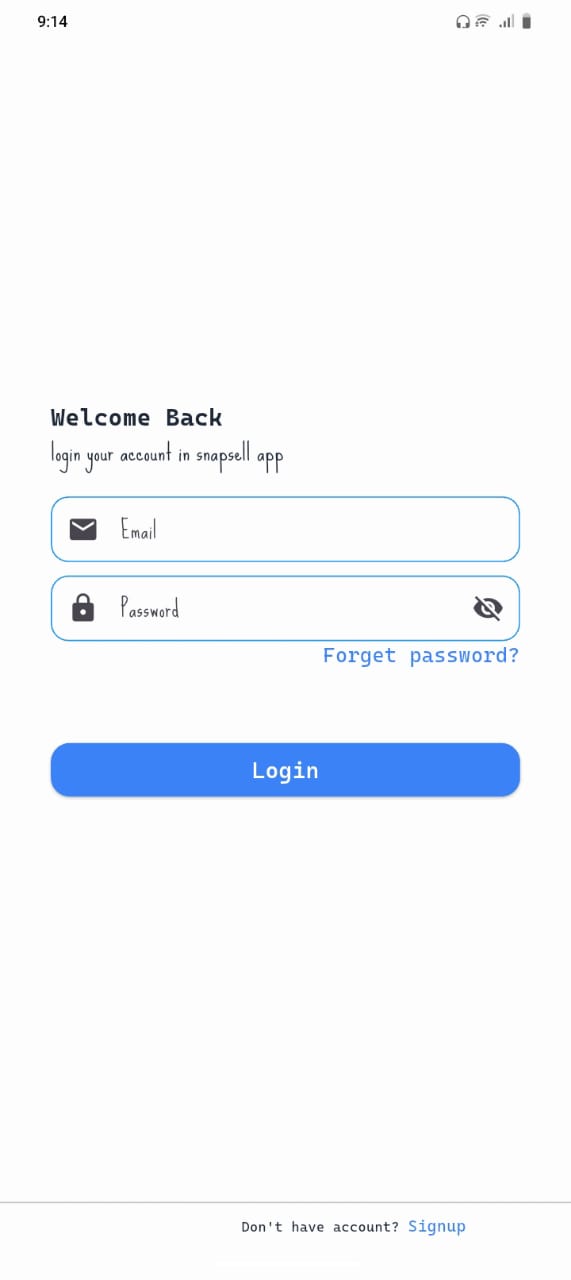 9:14
Welcome Back
login your account in snapsell app
Email
Password
Forget password?
Login
Don't have account? Signup